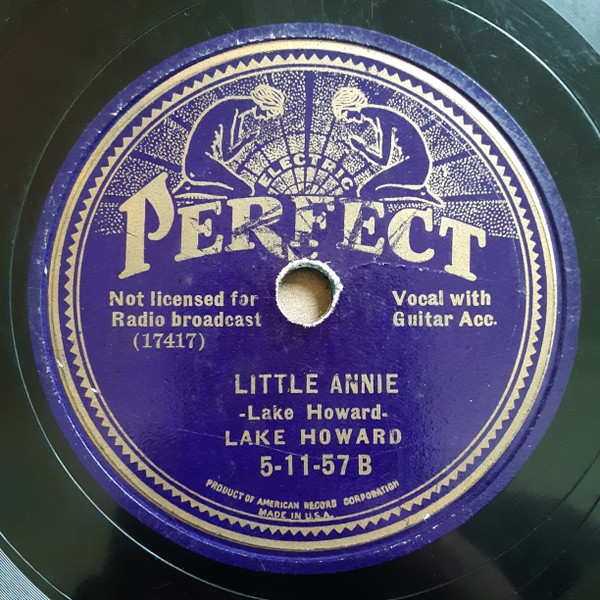 ELECTRIC
PERFECT
Not licensed for
Radio broadcast
(17417)
Vocal with
Guitar Acc.
LITTLE ANNIE
-Lake Howard-
LAKE HOWARD
5-11-57 B
PRODUCT OF AMERICAN RECORD CORPORATION
MADE IN U.S.A.